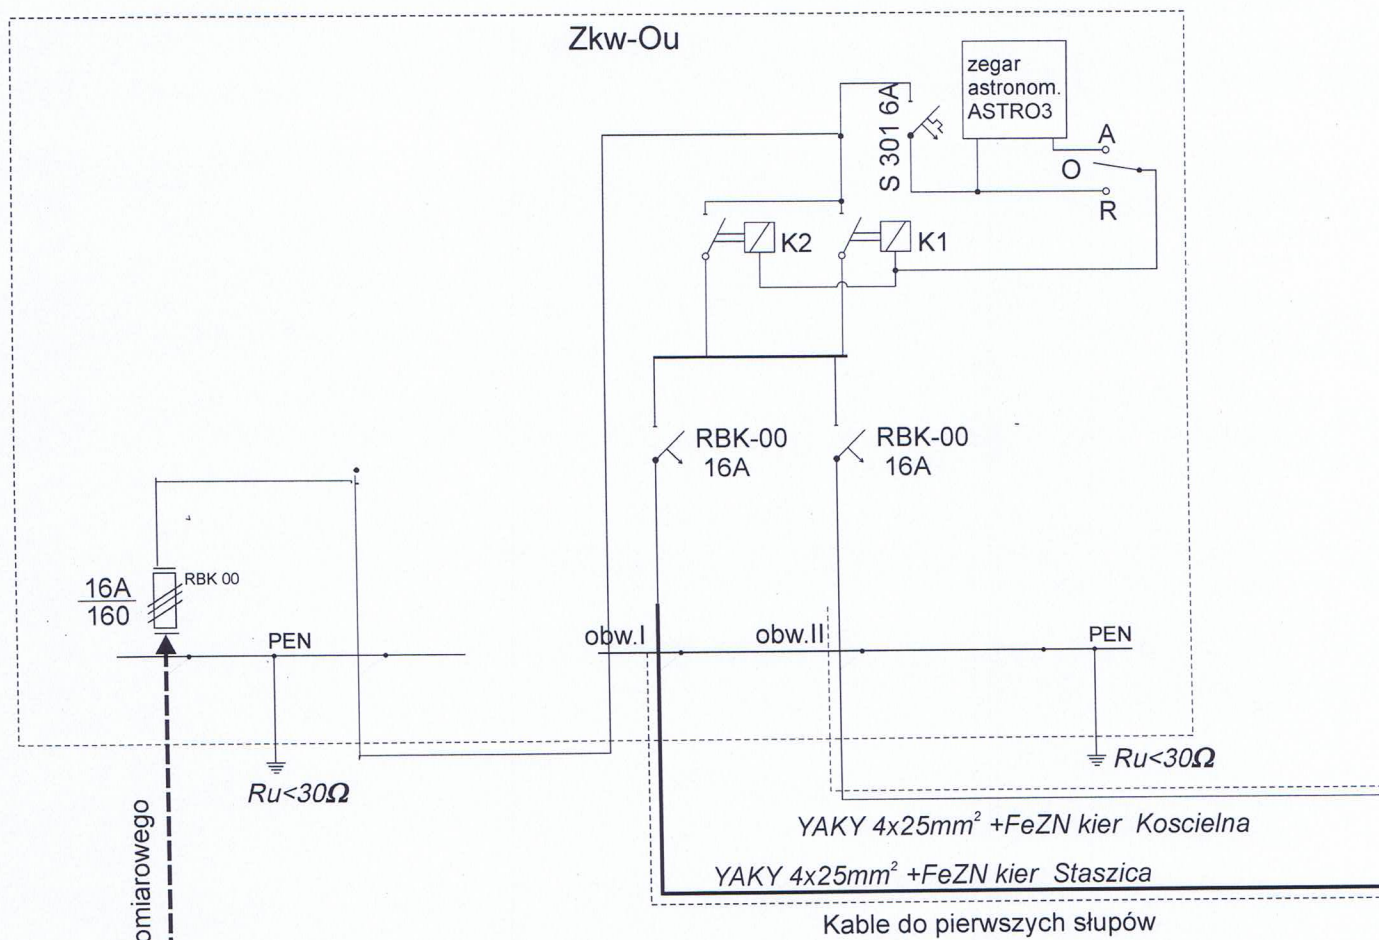 Zkw-Ou
zegar
astronom.
ASTRO3
S 301 6A
A
O
R
K2
K1
RBK-00
16A
RBK-00
16A
16A
160
RBK 00
PEN
obw.I
obw.II
PEN
Ru<30Ω
Ru<30Ω
omiarowego
YAKY 4x25mm² +FeZN kier Koscielna
YAKY 4x25mm² +FeZN kier Staszica
Kable do pierwszych słupów